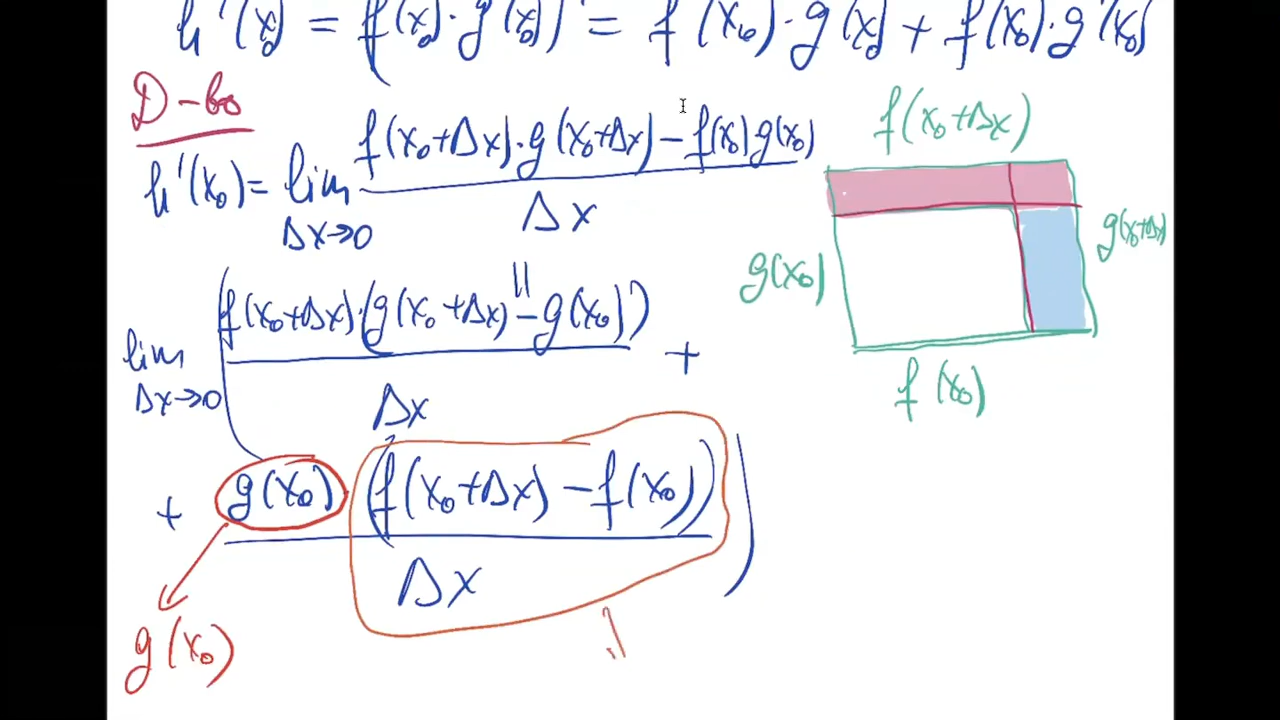 h'(x₀) = (f(x₀)·g(x₀))' = f'(x₀)·g(x₀) + f(x₀)·g'(x₀)
Д-во
f(x₀+Δx)
f(x₀+Δx)·g(x₀+Δx) – f(x₀)g(x₀)
h'(x₀) = lim
Δx
Δx→0
g(x₀+Δx)
g(x₀)
f(x₀+Δx)·(g(x₀+Δx) – g(x₀))
lim
+
Δx→0
Δx
f(x₀)
+ g(x₀) (f(x₀+Δx) – f(x₀))
Δx
g(x₀)